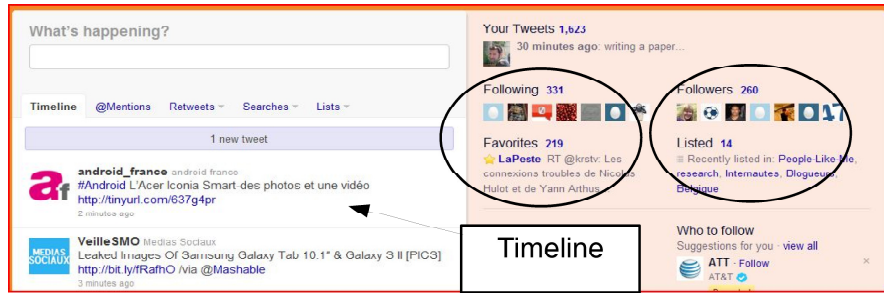 What's happening?
Timeline @Mentions Retweets Searches Lists
1 new tweet
android_france android france
#Android L'Acer Iconia Smart des photos et une vidéo
http://tinyurl.com/637g4pr
2 minutes ago
MEDIAS
SOCIAUX
VeilleSMO Medias Sociaux
Leaked Images Of Samsung Galaxy Tab 10.1" & Galaxy S II [PICS]
http://bit.ly/fRafhO /via @Mashable
3 minutes ago
Your Tweets 1,623
30 minutes ago: writing a paper...
Following 331
Favorites 219
LaPoste RT @krstv: Les
connexions troubles de Nicolas
Hulot et de Yann Arthus
Followers 260
Listed 14
Recently listed in: People-Like-Me,
research, Internautes, Blogueurs,
Belgique
Timeline
Who to follow
Suggestions for you · view all
ATT · Follow
AT&T